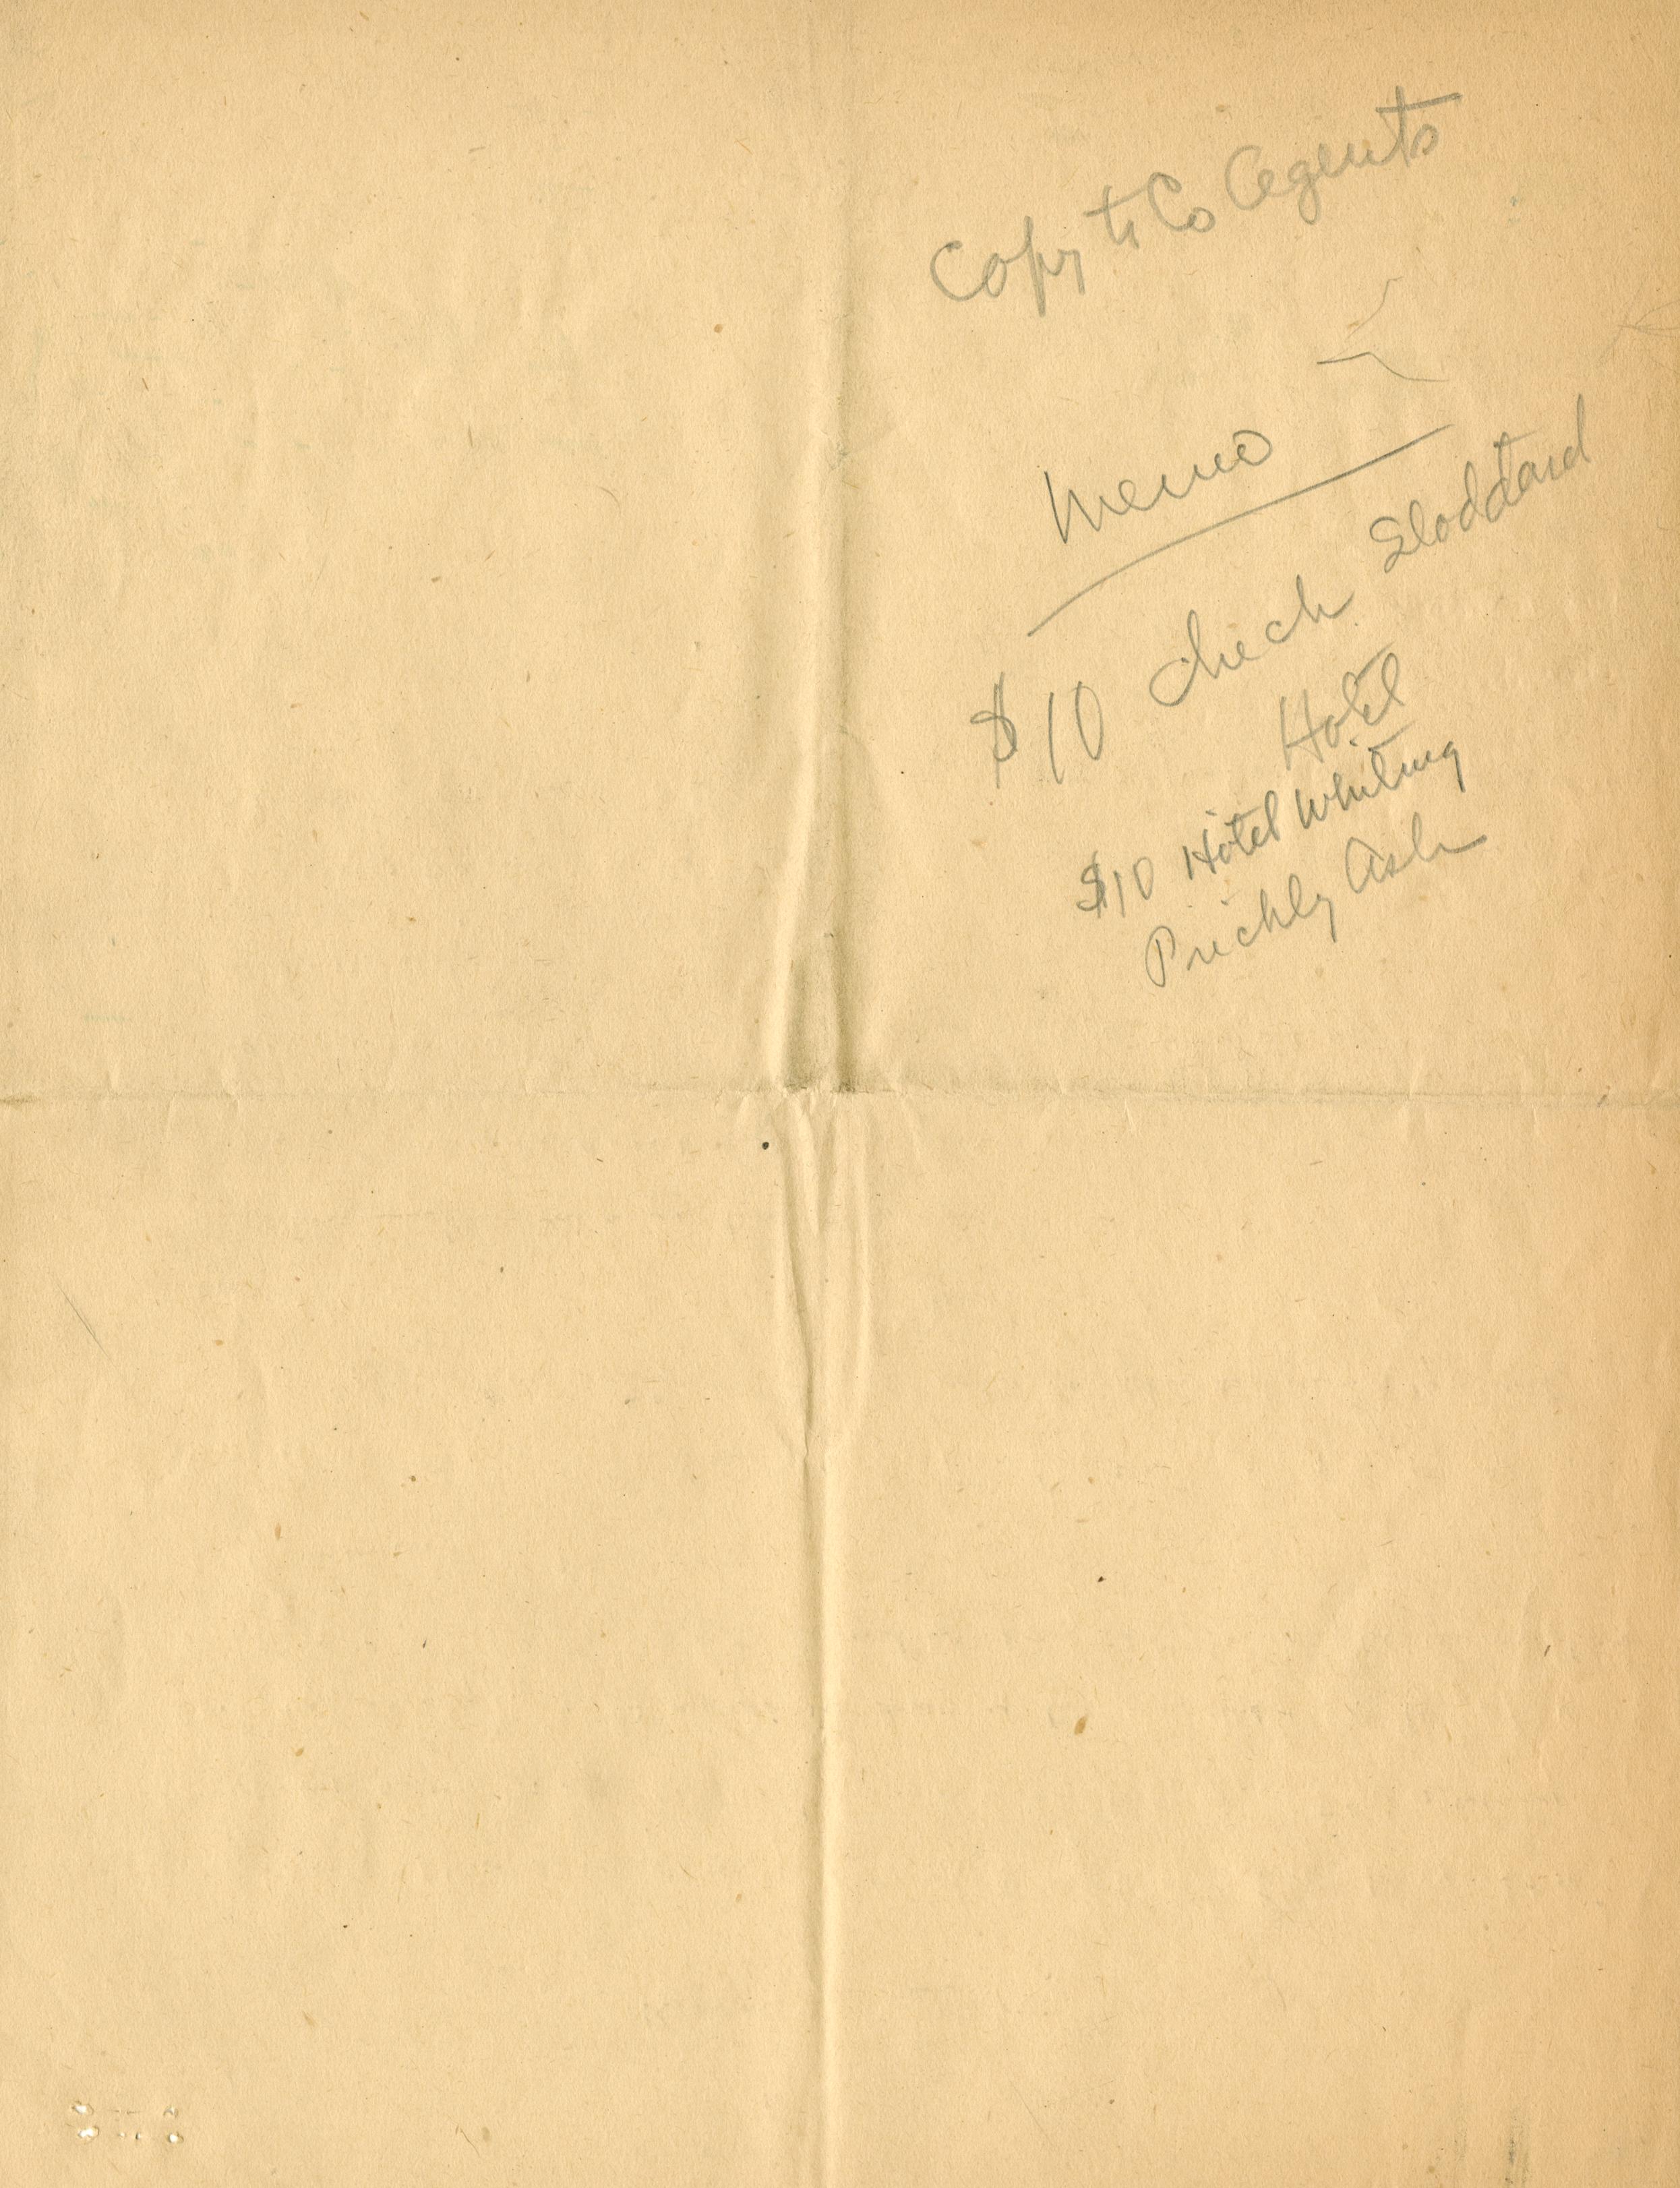 Copy to Co Agents
Memo
$10 check Stoddard
Hotel
$10 Hotel Whiting
Prickly Ash